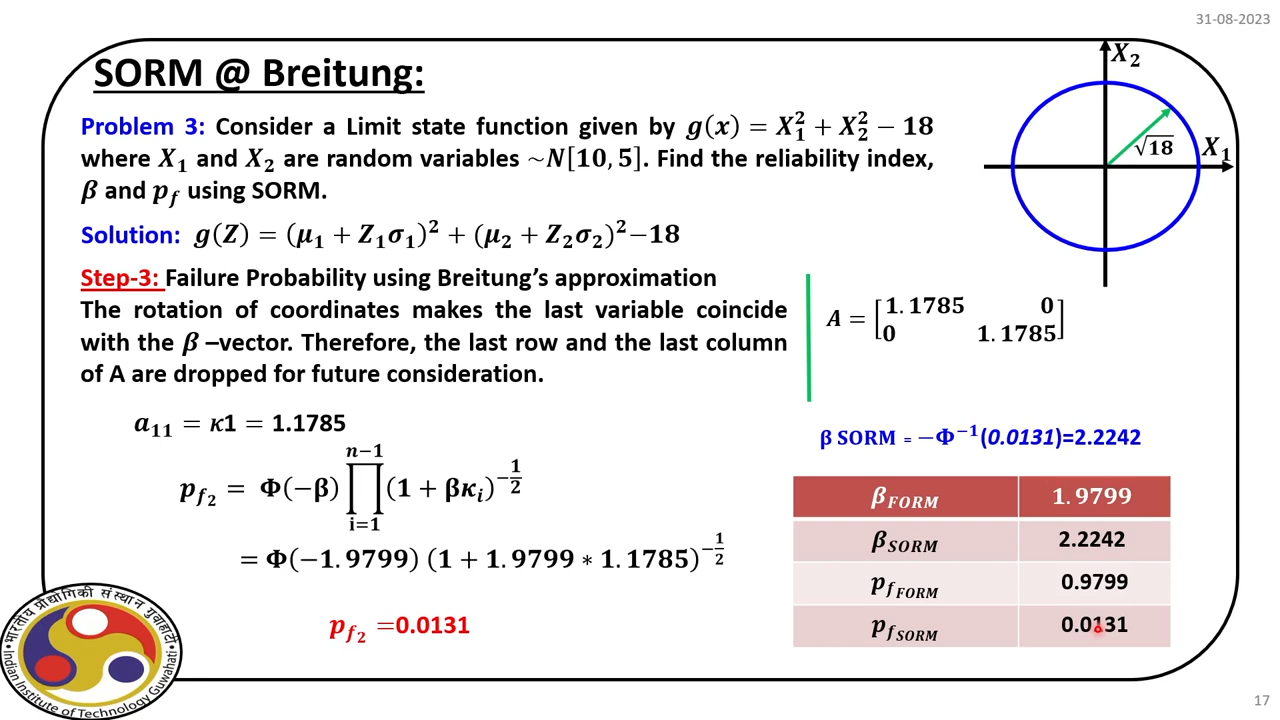 31-08-2023
SORM @ Breitung:
Problem 3: Consider a Limit state function given by g(x) = X₁² + X₂² − 18
where X₁ and X₂ are random variables ~N[10, 5]. Find the reliability index,
β and p_f using SORM.
X₂
X₁
√18
Solution: g(Z) = (μ₁ + Z₁σ₁)² + (μ₂ + Z₂σ₂)²−18
Step-3: Failure Probability using Breitung’s approximation
The rotation of coordinates makes the last variable coincide
with the β –vector. Therefore, the last row and the last column
of A are dropped for future consideration.
A = [1.1785 0
0 1.1785]
a₁₁ = κ1 = 1.1785
p_f₂ = Φ(−β) ∏_{i=1}^{n−1} (1 + βκᵢ)^{−1/2}
= Φ(−1.9799) (1 + 1.9799 * 1.1785)^{−1/2}
p_f₂ =0.0131
β SORM = −Φ⁻¹(0.0131)=2.2242
β_FORM 1.9799
β_SORM 2.2242
p_f_FORM 0.9799
p_f_SORM 0.0131
भारतीय प्रौद्योगिकी संस्थान गुवाहाटी
Indian Institute of Technology Guwahati
17